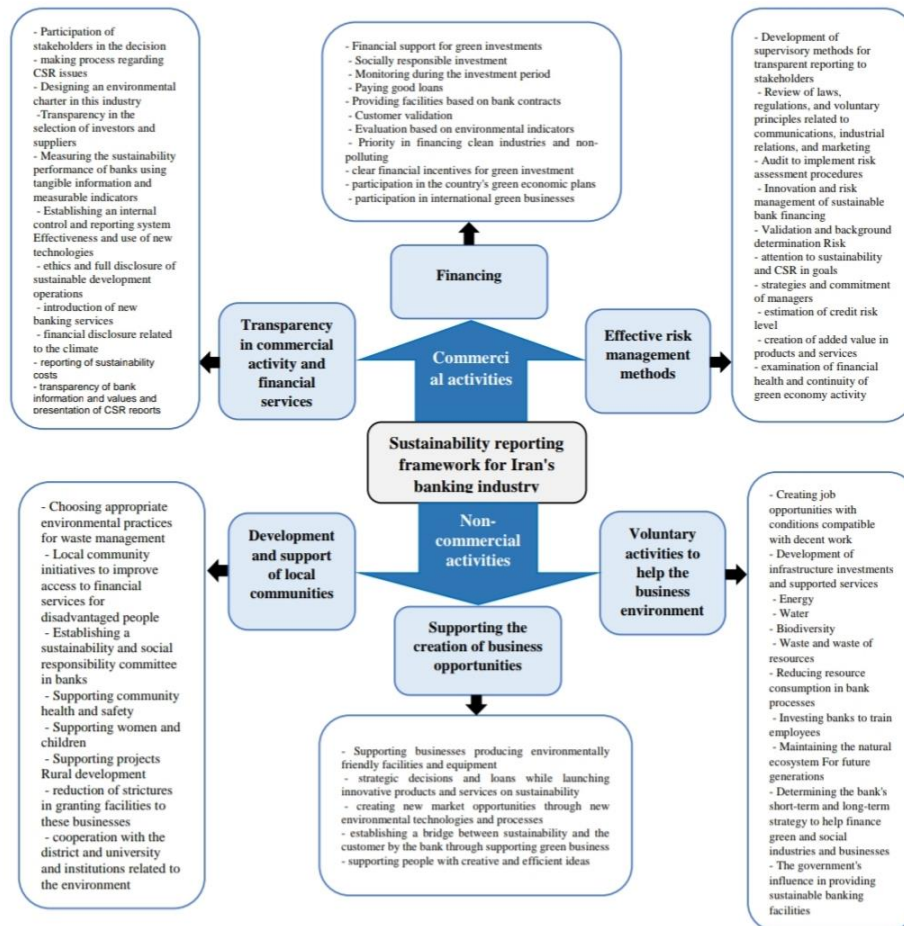 - Participation of
stakeholders in the decision
- making process regarding
CSR issues
- Designing an environmental
charter in this industry
-Transparency in the
selection of investors and
suppliers
- Measuring the sustainability
performance of banks using
tangible information and
measurable indicators
- Establishing an internal
control and reporting system
Effectiveness and use of new
technologies
- ethics and full disclosure of
sustainable development
operations
- introduction of new
banking services
- financial disclosure related
to the climate
- reporting of sustainability
costs
- transparency of bank
information and values and
presentation of CSR reports
- Financial support for green investments
- Socially responsible investment
- Monitoring during the investment period
- Paying good loans
- Providing facilities based on bank contracts
- Customer validation
- Evaluation based on environmental indicators
- Priority in financing clean industries and non-
polluting
- clear financial incentives for green investment
- participation in the country's green economic plans
- participation in international green businesses
- Development of
supervisory methods for
transparent reporting to
stakeholders
- Review of laws,
regulations, and voluntary
principles related to
communications, industrial
relations, and marketing
- Audit to implement risk
assessment procedures
- Innovation and risk
management of sustainable
bank financing
- Validation and background
determination Risk
- attention to sustainability
and CSR in goals
- strategies and commitment
of managers
- estimation of credit risk
level
- creation of added value in
products and services
- examination of financial
health and continuity of
green economy activity
Financing
Transparency
in commercial
activity and
financial
services
Commerci
al activities
Effective risk
management
methods
Sustainability reporting
framework for Iran's
banking industry
Development
and support
of local
communities
Non-
commercial
activities
Voluntary
activities to
help the
business
environment
Supporting the
creation of business
opportunities
- Choosing appropriate
environmental practices
for waste management
- Local community
initiatives to improve
access to financial
services for
disadvantaged people
- Establishing a
sustainability and social
responsibility committee
in banks
- Supporting community
health and safety
- Supporting women and
children
- Supporting projects
Rural development
- reduction of strictures
in granting facilities to
these businesses
- cooperation with the
district and university
and institutions related to
the environment
- Supporting businesses producing environmentally
friendly facilities and equipment
- strategic decisions and loans while launching
innovative products and services on sustainability
- creating new market opportunities through new
environmental technologies and processes
- establishing a bridge between sustainability and the
customer by the bank through supporting green business
- supporting people with creative and efficient ideas
- Creating job
opportunities with
conditions compatible
with decent work
- Development of
infrastructure investments
and supported services
- Energy
- Water
- Biodiversity
- Waste and waste of
resources
- Reducing resource
consumption in bank
processes
- Investing banks to train
employees
- Maintaining the natural
ecosystem For future
generations
- Determining the bank's
short-term and long-term
strategy to help finance
green and social
industries and businesses
- The government's
influence in providing
sustainable banking
facilities